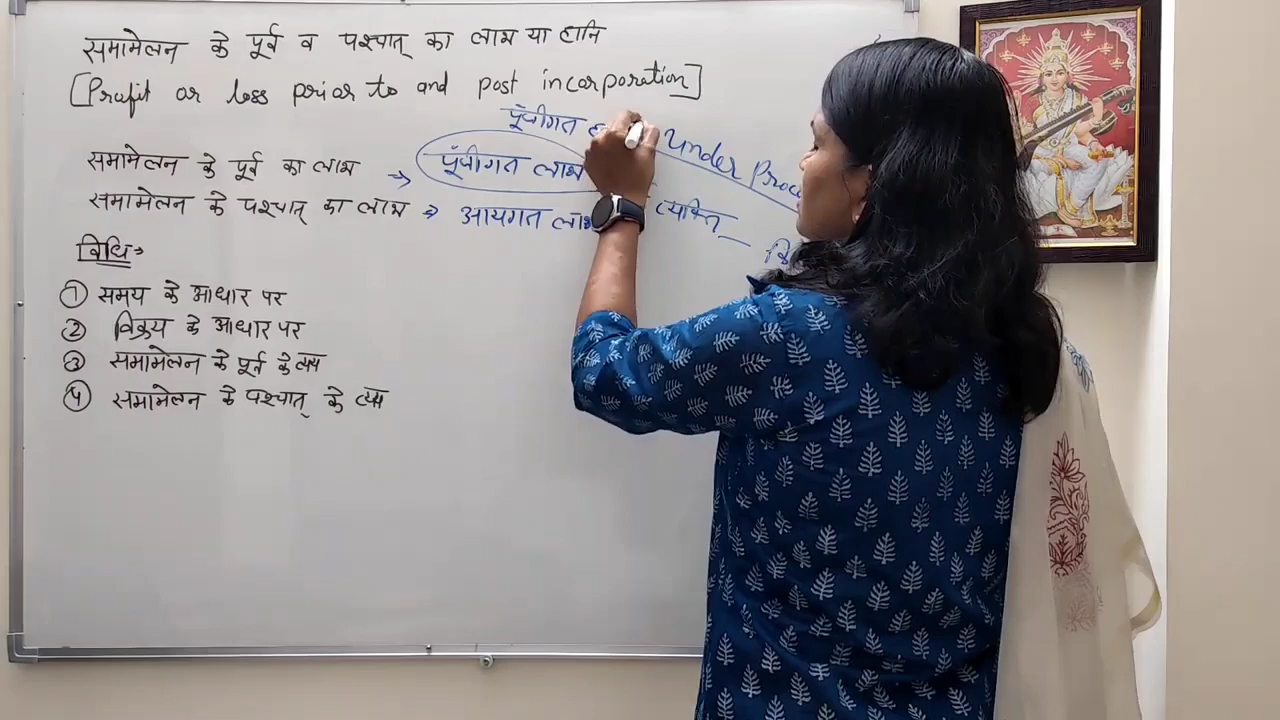 समामेलन के पूर्व व पश्चात् का लाभ या हानि
[Profit or loss prior to and post incorporation]
पूँजीगत
under
समामेलन के पूर्व का लाभ → पूँजीगत लाभ
समामेलन के पश्चात् का लाभ → आयगत लाभ व्यक्ति
विधि →
① समय के आधार पर
② विक्रय के आधार पर
③ समामेलन के पूर्व के व्यय
④ समामेलन के पश्चात् के व्यय